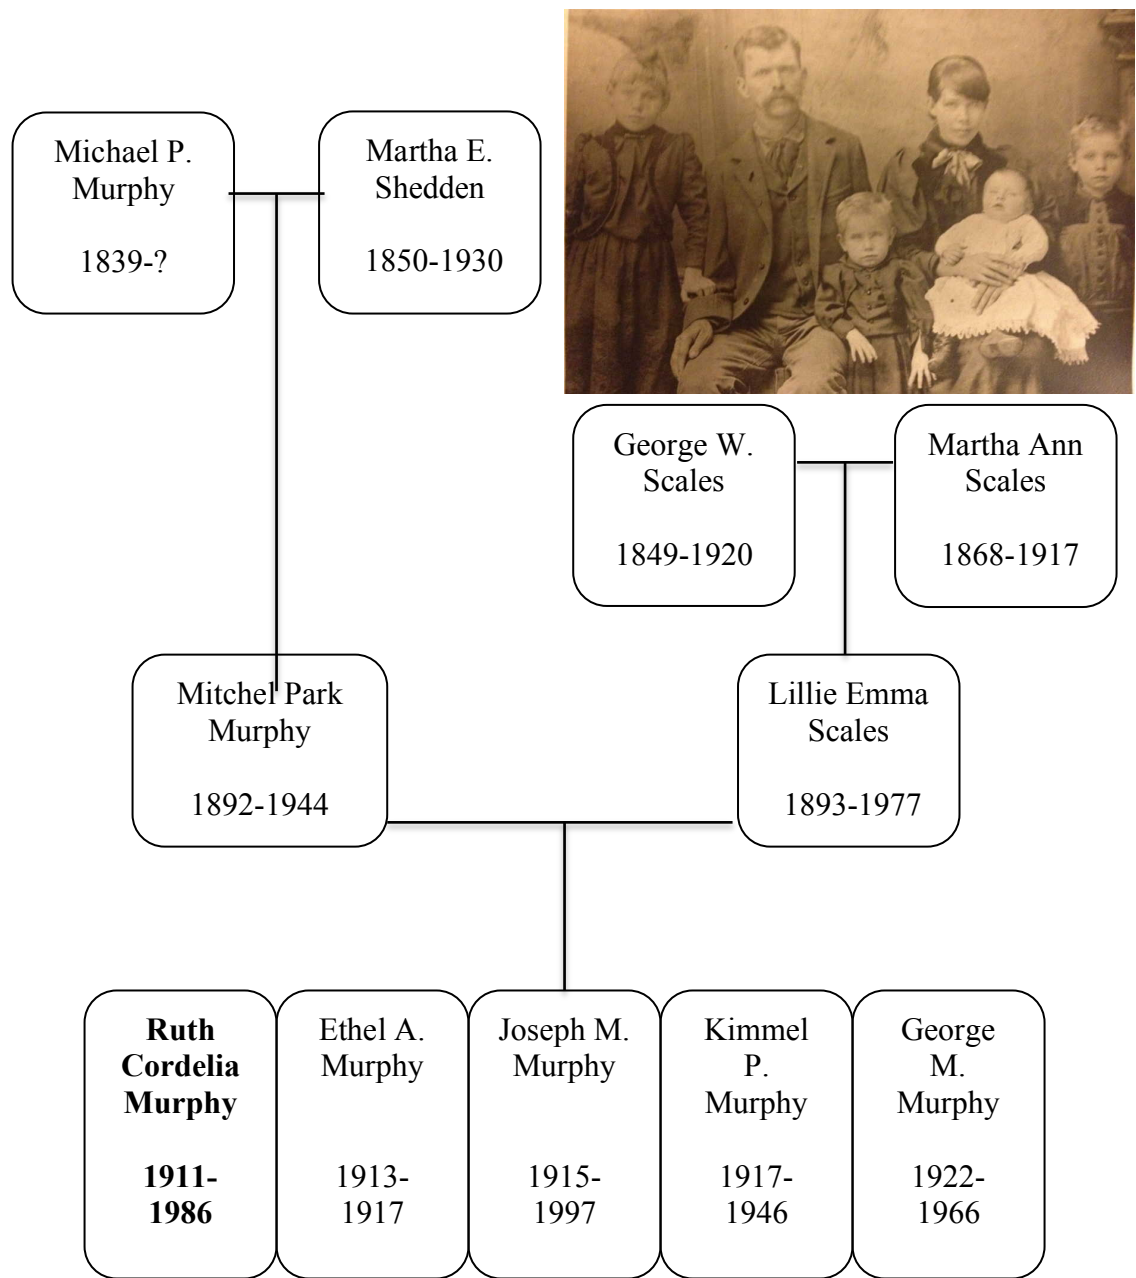 Michael P.
Murphy
1839-?
Martha E.
Shedden
1850-1930
George W.
Scales
1849-1920
Martha Ann
Scales
1868-1917
Mitchel Park
Murphy
1892-1944
Lillie Emma
Scales
1893-1977
Ruth
Cordelia
Murphy
1911-
1986
Ethel A.
Murphy
1913-
1917
Joseph M.
Murphy
1915-
1997
Kimmel
P.
Murphy
1917-
1946
George
M.
Murphy
1922-
1966